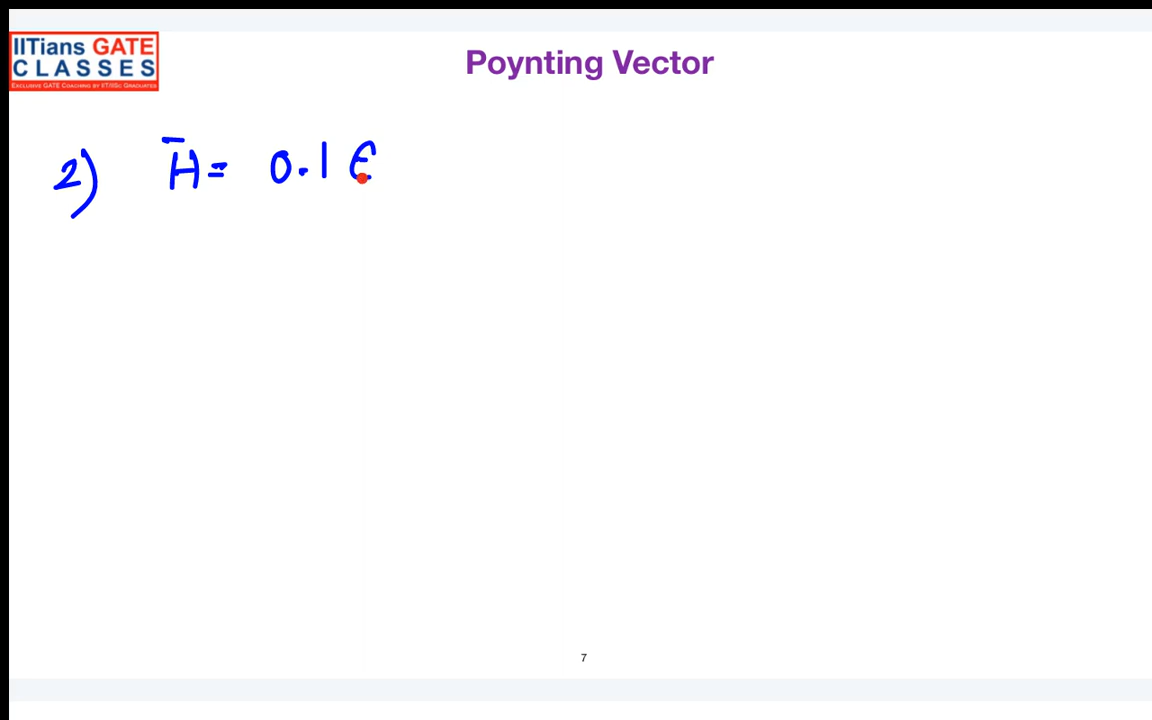 IITians GATE
CLASSES
EXCLUSIVE GATE COACHING BY IIT/IISc GRADUATES
Poynting Vector
2) H̄ = 0.1 E
7